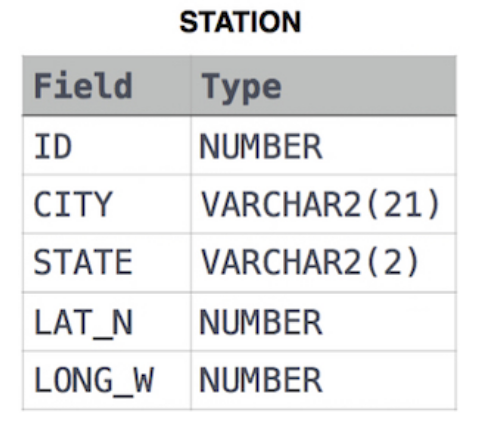 STATION
Field Type
ID NUMBER
CITY VARCHAR2(21)
STATE VARCHAR2(2)
LAT_N NUMBER
LONG_W NUMBER